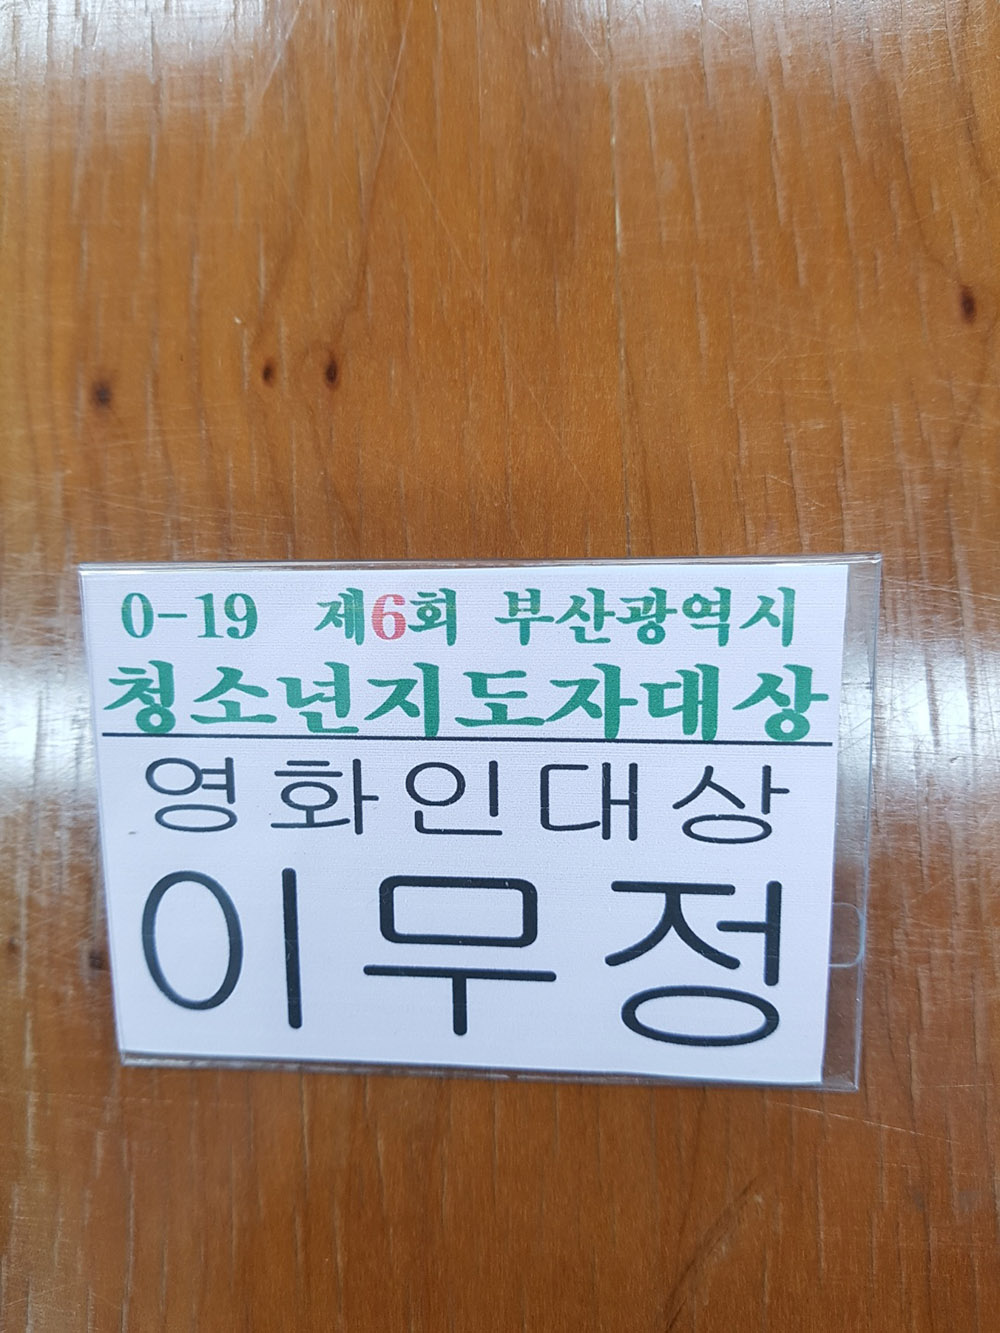 0-19 제6회 부산광역시
청소년지도자대상
영화인대상
이무정